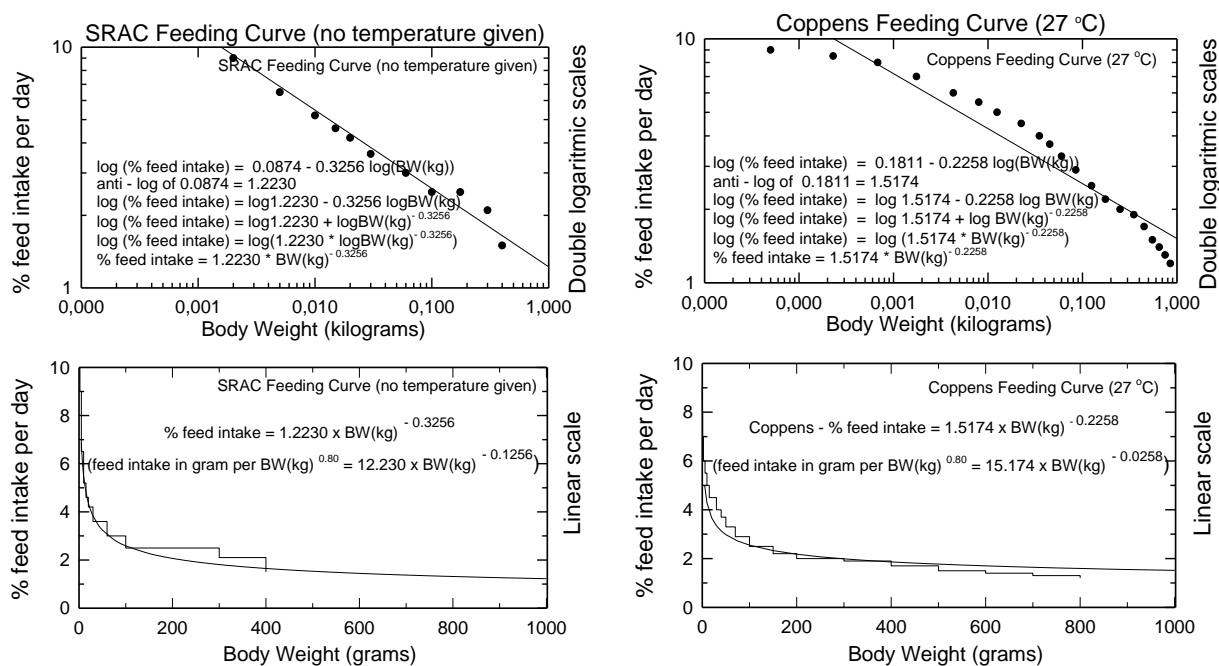 SRAC Feeding Curve (no temperature given)
10
SRAC Feeding Curve (no temperature given)
% feed intake per day
log (% feed intake) = 0.0874 - 0.3256 log(BW(kg))
anti - log of 0.0874 = 1.2230
log (% feed intake) = log1.2230 - 0.3256 logBW(kg)
log (% feed intake) = log1.2230 + logBW(kg)^- 0.3256
log (% feed intake) = log(1.2230 * logBW(kg)^- 0.3256)
% feed intake = 1.2230 * BW(kg)^- 0.3256
1
0,000 0,001 0,010 0,100 1,000
Body Weight (kilograms)
Double logaritmic scales
Coppens Feeding Curve (27 °C)
10
Coppens Feeding Curve (27 °C)
% feed intake per day
log (% feed intake) = 0.1811 - 0.2258 log(BW(kg))
anti - log of 0.1811 = 1.5174
log (% feed intake) = log 1.5174 - 0.2258 log BW(kg)
log (% feed intake) = log 1.5174 + log BW(kg)^- 0.2258
log (% feed intake) = log (1.5174 * BW(kg)^- 0.2258)
% feed intake = 1.5174 * BW(kg)^- 0.2258
1
0,000 0,000 0,001 0,010 0,100 1,000
Body Weight (kilograms)
Double logaritmic scales
10
8
6
4
2
0
% feed intake per day
SRAC Feeding Curve (no temperature given)
% feed intake = 1.2230 x BW(kg)^- 0.3256
(feed intake in gram per BW(kg)^0.80 = 12.230 x BW(kg)^- 0.1256)
0 200 400 600 800 1000
Body Weight (grams)
Linear scale
10
8
6
4
2
0
% feed intake per day
Coppens Feeding Curve (27 °C)
Coppens - % feed intake = 1.5174 x BW(kg)^- 0.2258
(feed intake in gram per BW(kg)^0.80 = 15.174 x BW(kg)^- 0.0258)
0 200 400 600 800 1000
Body Weight (grams)
Linear scale